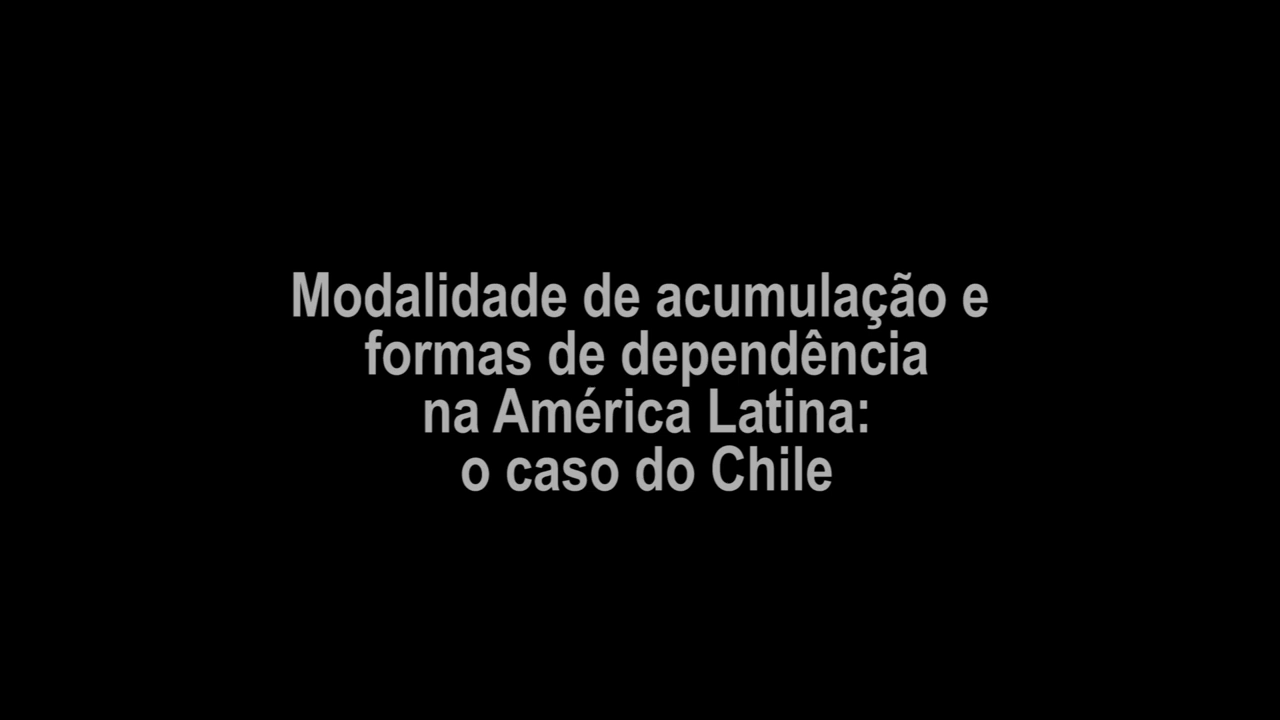 Modalidade de acumulação e
formas de dependência
na América Latina:
o caso do Chile